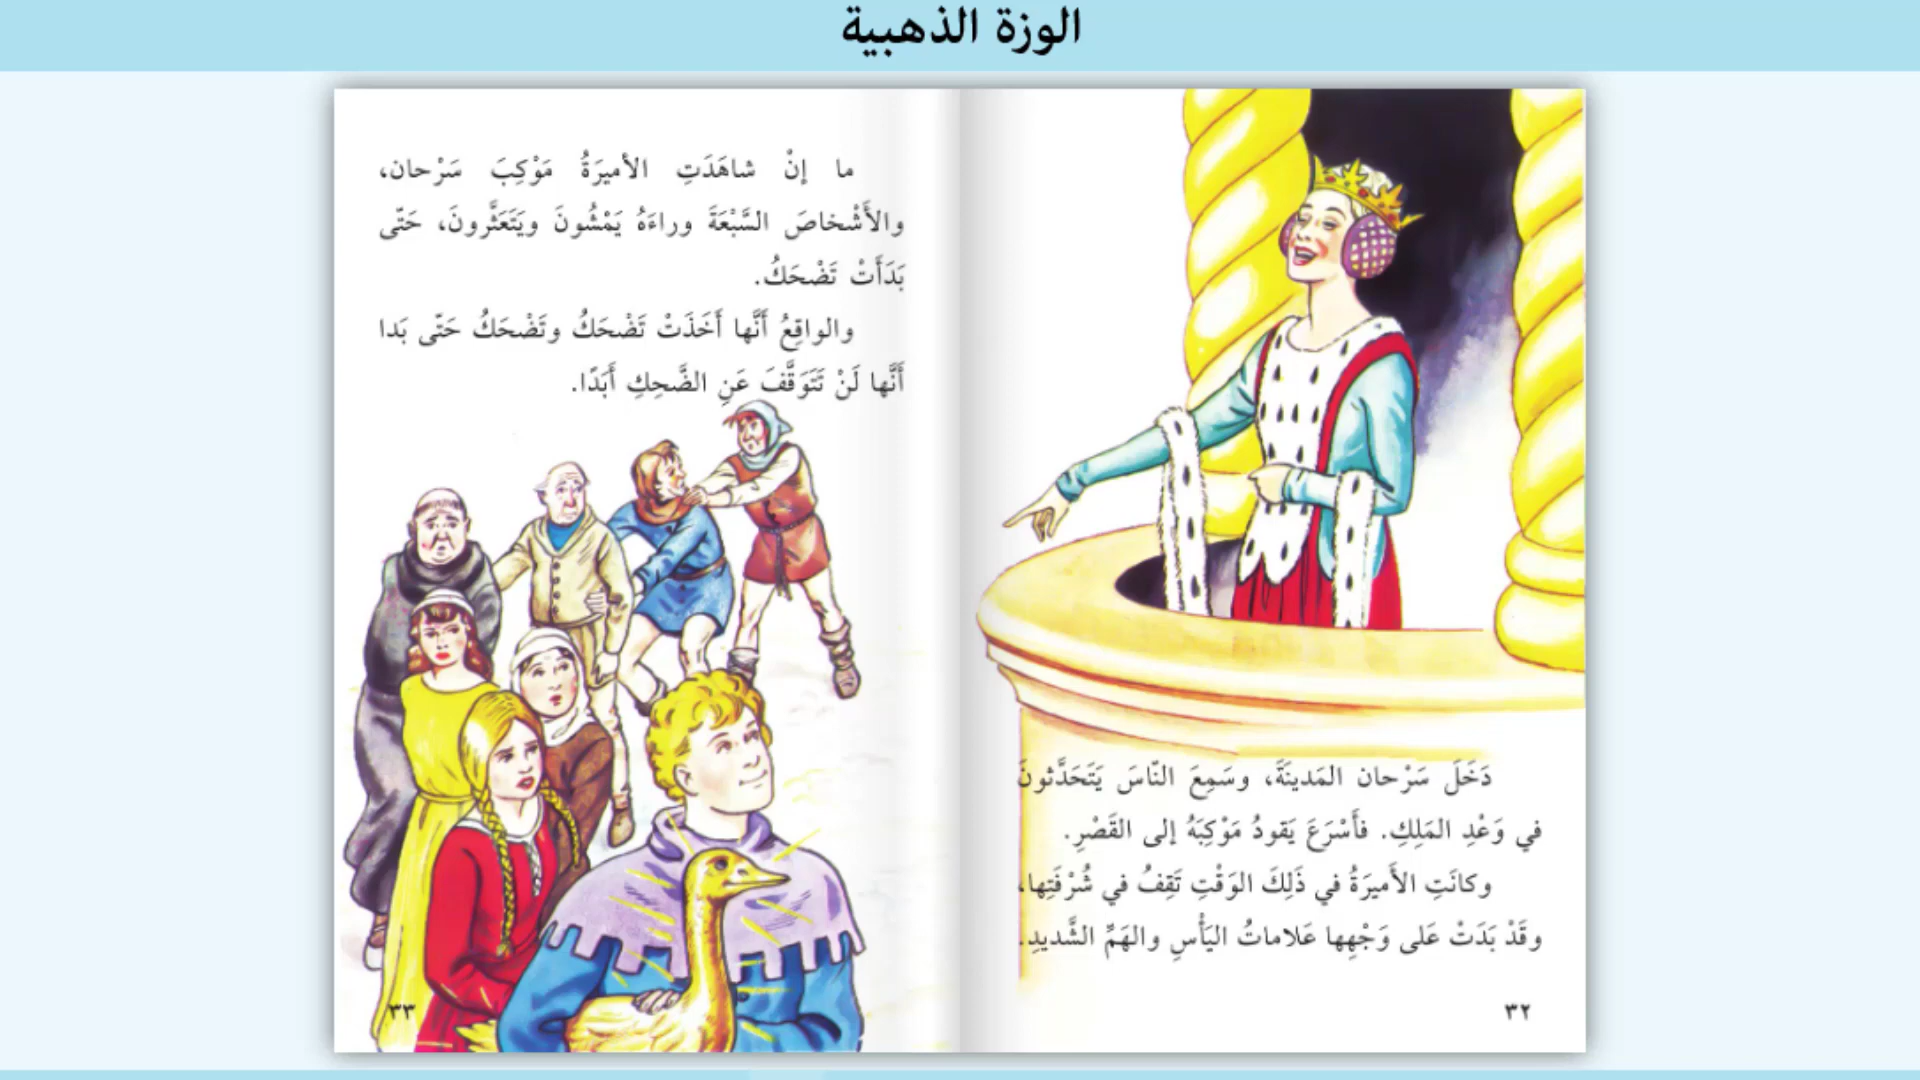 الوزة الذهبية
دَخَلَ سَرْحان المَدينَةَ، وسَمِعَ النّاسَ يَتَحَدَّثونَ
في وَعْدِ المَلِكِ. فأَسْرَعَ يَقودُ مَوْكِبَهُ إلى القَصْرِ.
وكانَتِ الأَميرَةُ في ذَلِكَ الوَقْتِ تَقِفُ في شُرْفَتِها،
وقَدْ بَدَتْ عَلى وَجْهِها عَلاماتُ اليَأْسِ والهَمِّ الشَّديدِ.
٣٢
ما إنْ شاهَدَتِ الأميرَةُ مَوْكِبَ سَرْحان،
والأَشْخاصَ السَّبْعَةَ وراءَهُ يَمْشُونَ ويَتَعَثَّرونَ، حَتّى
بَدَأَتْ تَضْحَكُ.
والواقِعُ أَنَّها أَخَذَتْ تَضْحَكُ وتَضْحَكُ حَتّى بَدا
أَنَّها لَنْ تَتَوَقَّفَ عَنِ الضَّحِكِ أَبَدًا.
٣٣